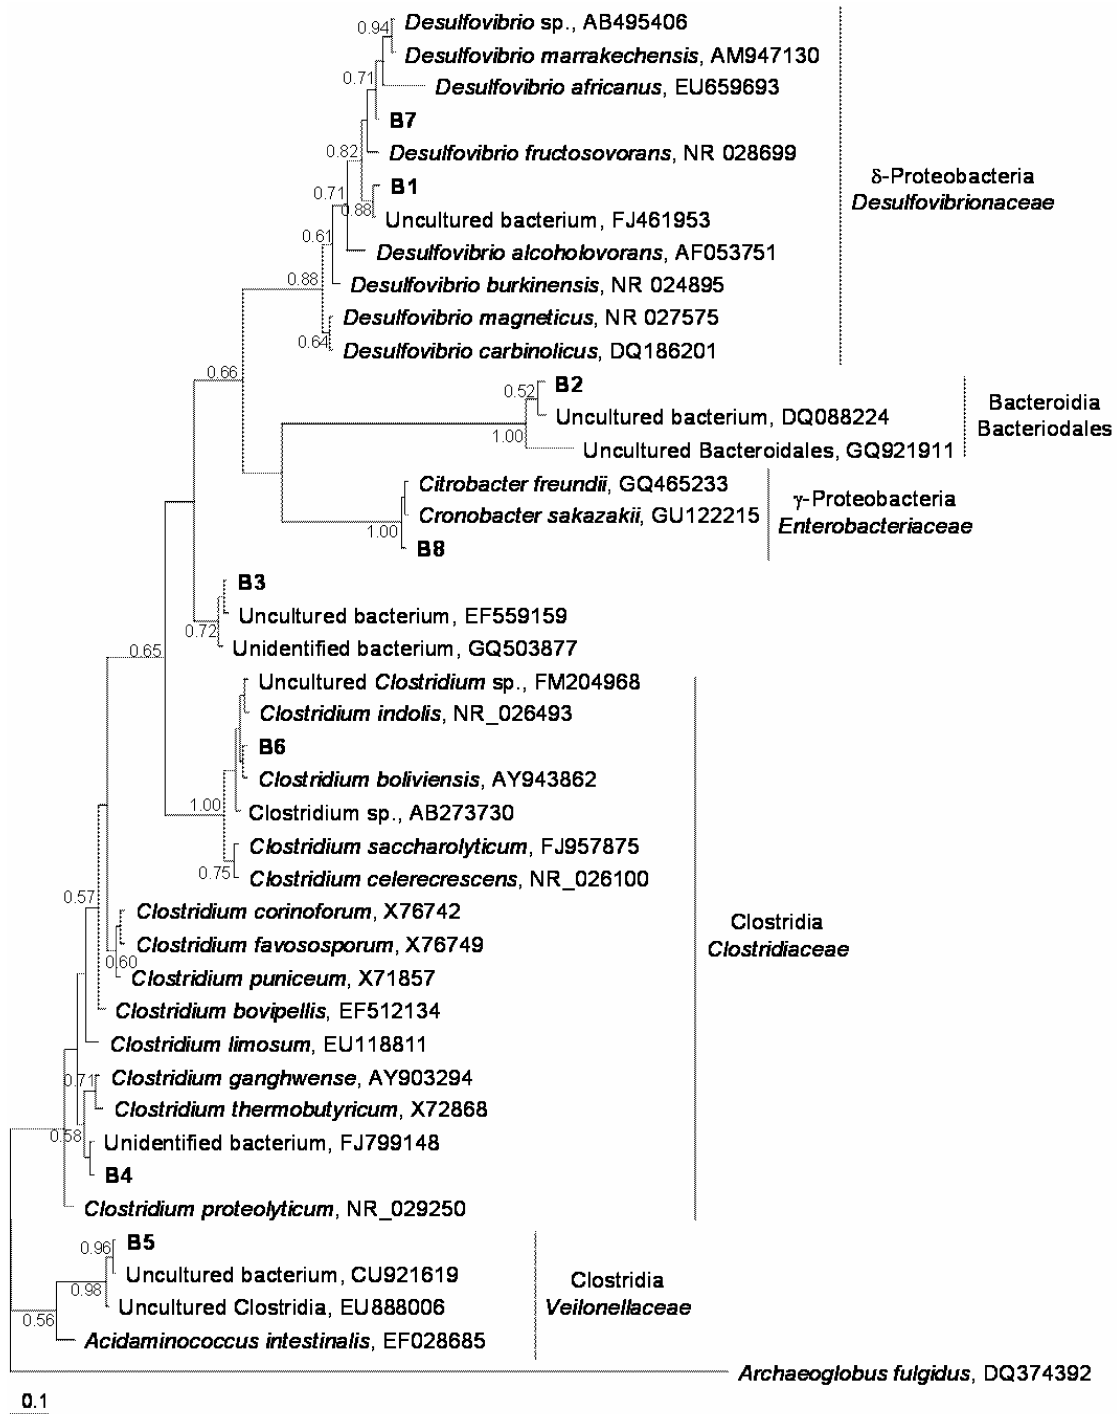 0.94
Desulfovibrio sp., AB495406
Desulfovibrio marrakechensis, AM947130
0.71
Desulfovibrio africanus, EU659693
B7
0.82
Desulfovibrio fructosovorans, NR 028699
0.71
B1
0.88
Uncultured bacterium, FJ461953
0.61
Desulfovibrio alcoholovorans, AF053751
0.88
Desulfovibrio burkinensis, NR 024895
Desulfovibrio magneticus, NR 027575
0.64
Desulfovibrio carbinolicus, DQ186201
δ-Proteobacteria
Desulfovibrionaceae
0.66
0.52
B2
Uncultured bacterium, DQ088224
1.00
Uncultured Bacteroidales, GQ921911
Bacteroidia
Bacteriodales
Citrobacter freundii, GQ465233
Cronobacter sakazakii, GU122215
1.00
B8
γ-Proteobacteria
Enterobacteriaceae
B3
Uncultured bacterium, EF559159
0.72
Unidentified bacterium, GQ503877
0.65
Uncultured Clostridium sp., FM204968
Clostridium indolis, NR_026493
B6
Clostridium boliviensis, AY943862
1.00
Clostridium sp., AB273730
Clostridium saccharolyticum, FJ957875
0.75
Clostridium celerecrescens, NR_026100
0.57
Clostridium corinoforum, X76742
Clostridium favososporum, X76749
0.60
Clostridium puniceum, X71857
Clostridium bovipellis, EF512134
Clostridium limosum, EU118811
0.71
Clostridium ganghwense, AY903294
Clostridium thermobutyricum, X72868
0.58
Unidentified bacterium, FJ799148
B4
Clostridium proteolyticum, NR_029250
Clostridia
Clostridiaceae
0.96
B5
Uncultured bacterium, CU921619
0.98
Uncultured Clostridia, EU888006
0.56
Acidaminococcus intestinalis, EF028685
Clostridia
Veilonellaceae
Archaeoglobus fulgidus, DQ374392
0.1